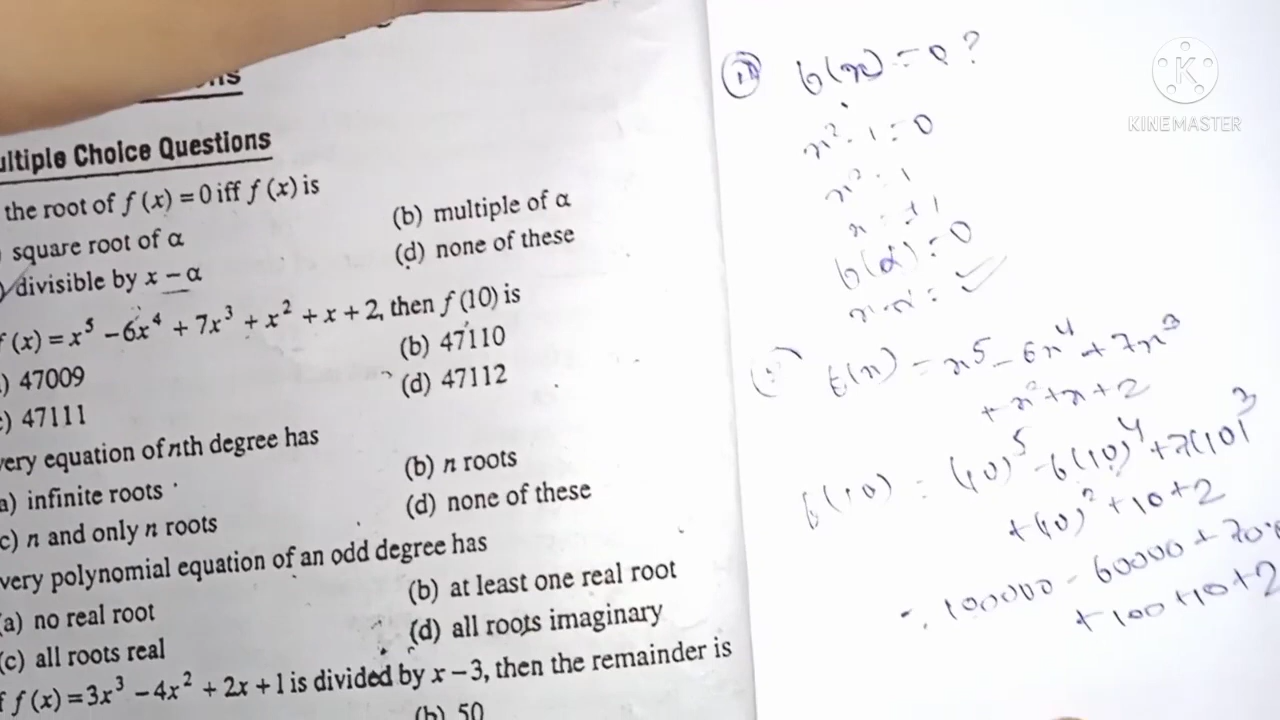 ns
ultiple Choice Questions
the root of f (x) = 0 iff f (x) is
square root of α
(b) multiple of α
divisible by x – α
(d) none of these
f (x) = x⁵ – 6x⁴ + 7x³ + x² + x + 2, then f (10) is
) 47009
(b) 47110
c) 47111
(d) 47112
very equation of nth degree has
a) infinite roots
(b) n roots
c) n and only n roots
(d) none of these
very polynomial equation of an odd degree has
(a) no real root
(b) at least one real root
(c) all roots real
(d) all roots imaginary
f f (x) = 3x³ – 4x² + 2x + 1 is divided by x – 3, then the remainder is
(b) 50
f(x) = 0 ?
x² - 1 = 0
x² = 1
x = ±1
f(α) = 0
x - α =
f(x) = x⁵ - 6x⁴ + 7x³
+ x² + x + 2
f(10) = (10)⁵ - 6(10)⁴ + 7(10)³
+ (10)² + 10 + 2
= 100000 - 60000 + 700
+ 100 + 10 + 2
KINEMASTER